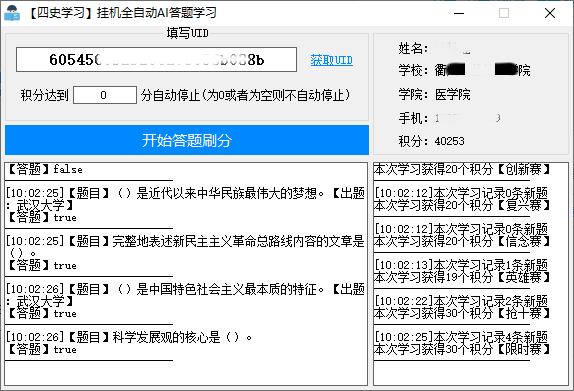 【四史学习】挂机全自动AI答题学习
填写UID
获取UID
积分达到 0 分自动停止(为0或者为空则不自动停止)
开始答题刷分
姓名:
学校: 衢 院
学院: 医学院
手机: 1 9
积分: 40253
【答题】false
[10:02:25]【题目】（）是近代以来中华民族最伟大的梦想。【出题
: 武汉大学】
【答题】true
[10:02:25]【题目】完整地表述新民主主义革命总路线内容的文章是
（）。
【答题】true
[10:02:26]【题目】（）是中国特色社会主义最本质的特征。【出题
: 武汉大学】
【答题】true
[10:02:26]【题目】科学发展观的核心是（）。
【答题】true
本次学习获得20个积分【创新赛】
[10:02:12]本次学习记录0条新题
本次学习获得20个积分【复兴赛】
[10:02:12]本次学习记录0条新题
本次学习获得20个积分【信念赛】
[10:02:13]本次学习记录1条新题
本次学习获得19个积分【英雄赛】
[10:02:22]本次学习记录2条新题
本次学习获得30个积分【抢十赛】
[10:02:25]本次学习记录4条新题
本次学习获得30个积分【限时赛】